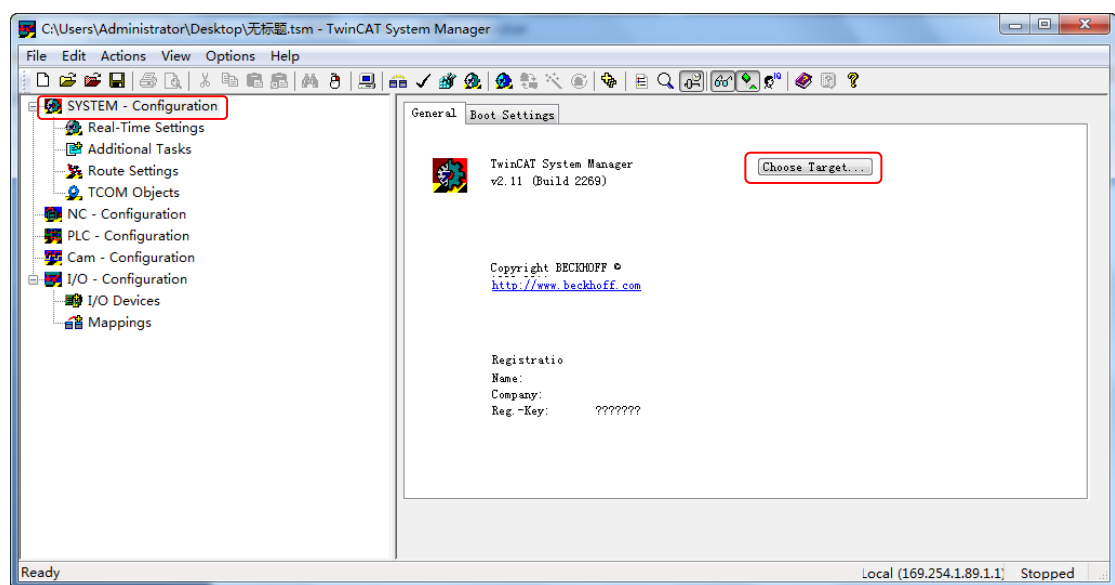 C:\Users\Administrator\Desktop\无标题.tsm - TwinCAT System Manager
File Edit Actions View Options Help
SYSTEM - Configuration
Real-Time Settings
Additional Tasks
Route Settings
TCOM Objects
NC - Configuration
PLC - Configuration
Cam - Configuration
I/O - Configuration
I/O Devices
Mappings
General Boot Settings
TwinCAT System Manager
v2.11 (Build 2269)
Choose Target...
Copyright BECKHOFF ©
http://www.beckhoff.com
Registratio
Name:
Company:
Reg.-Key: ???????
Ready
Local (169.254.1.89.1.1) Stopped